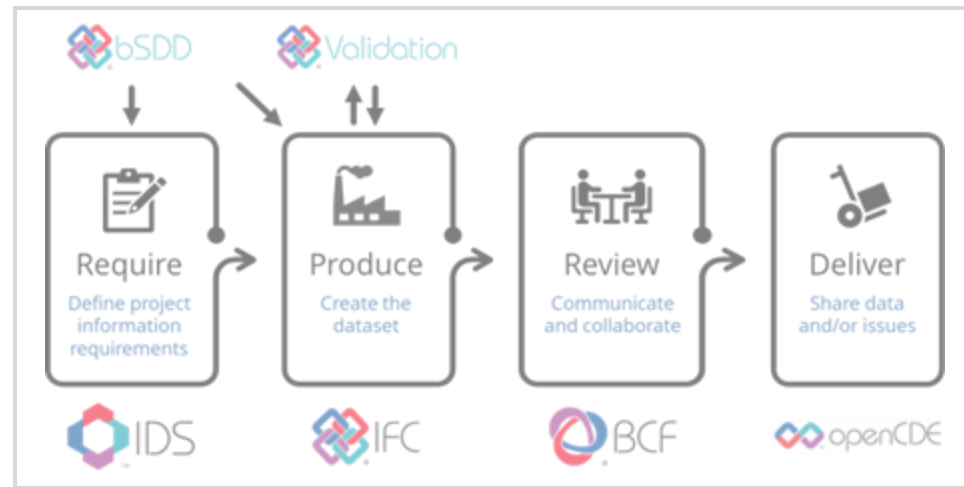 bSDD
Validation
Require
Define project
information
requirements
Produce
Create the
dataset
Review
Communicate
and collaborate
Deliver
Share data
and/or issues
IDS
IFC
BCF
openCDE